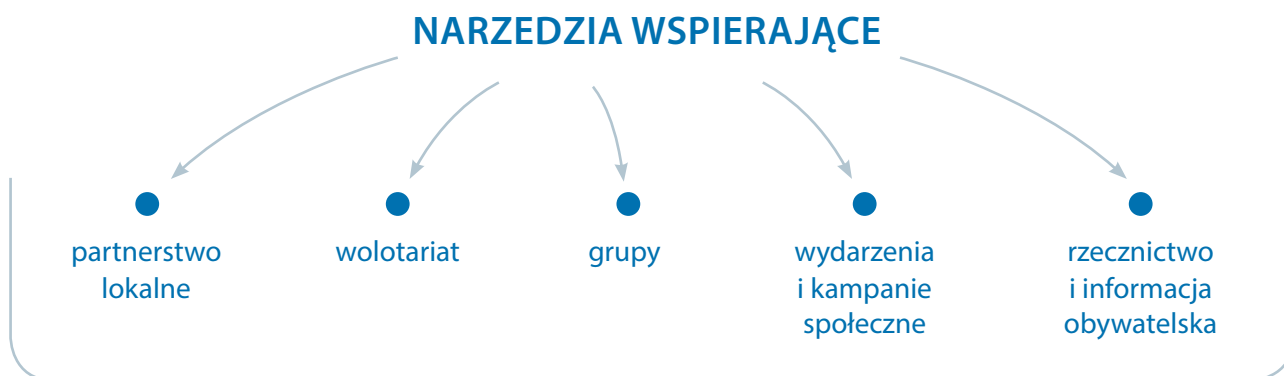 NARZEDZIA WSPIERAJĄCE
partnerstwo
lokalne
wolotariat
grupy
wydarzenia
i kampanie
społeczne
rzecznictwo
i informacja
obywatelska